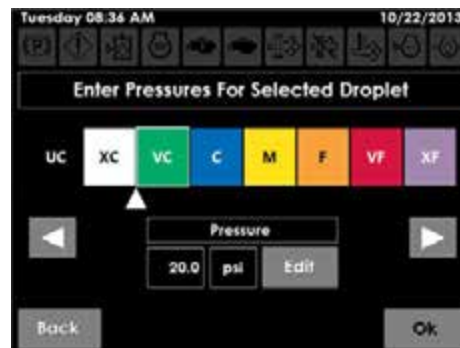 Tuesday 08:36 AM 10/22/2013
(P)
Enter Pressures For Selected Droplet
UC XC VC C M F VF XF
Pressure
20.0 psi Edit
Back Ok